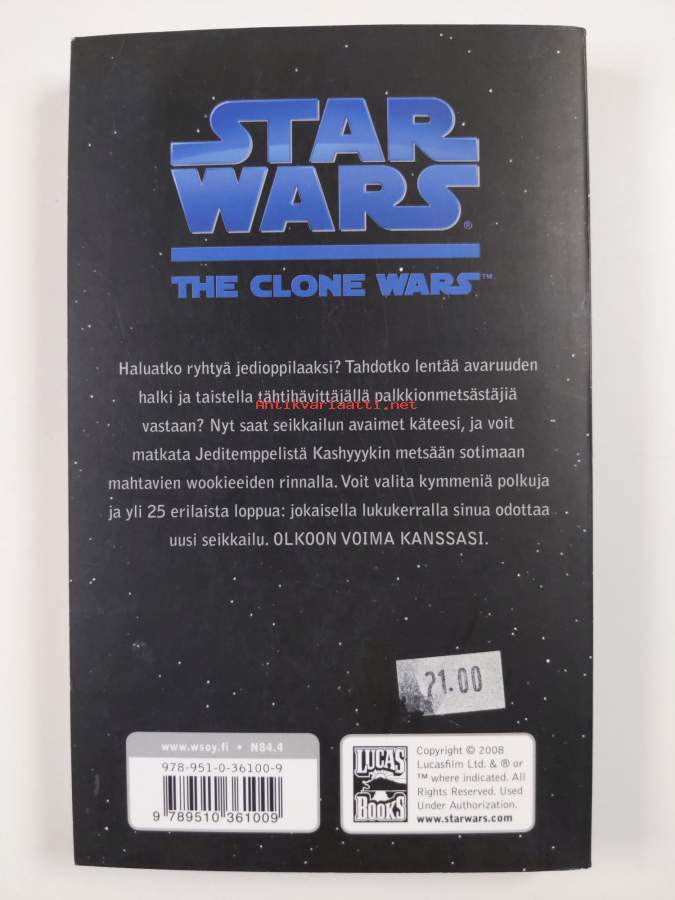 STAR
WARS®
THE CLONE WARS™
Haluatko ryhtyä jedioppilaaksi? Tahdotko lentää avaruuden
halki ja taistella tähtihävittäjällä palkkionmetsästäjiä
Antikvariaatti.net
vastaan? Nyt saat seikkailun avaimet käteesi, ja voit
matkata Jeditemppelistä Kashyyykin metsään sotimaan
mahtavien wookieeiden rinnalla. Voit valita kymmeniä polkuja
ja yli 25 erilaista loppua: jokaisella lukukerralla sinua odottaa
uusi seikkailu. OLKOON VOIMA KANSSASI.
21.00
www.wsoy.fi • N84.4
978-951-0-36100-9
9 789510 361009
LUCAS
BOOKS
Copyright © 2008
Lucasfilm Ltd. & ® or
™ where indicated. All
Rights Reserved. Used
Under Authorization.
www.starwars.com